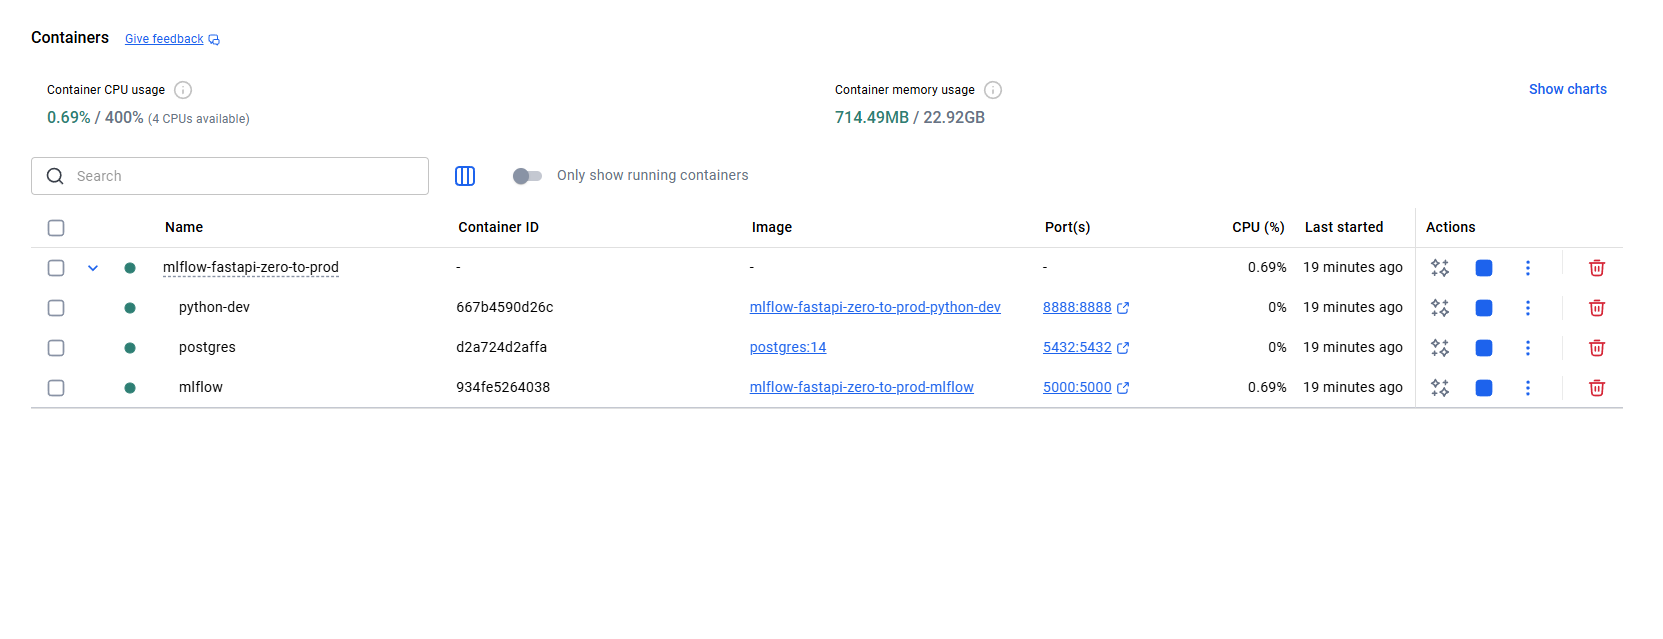 Containers Give feedback
Container CPU usage
0.69% / 400% (4 CPUs available)
Container memory usage
714.49MB / 22.92GB
Show charts
Search
Only show running containers
Name Container ID Image Port(s) CPU (%) Last started Actions
mlflow-fastapi-zero-to-prod - - - 0.69% 19 minutes ago
python-dev 667b4590d26c mlflow-fastapi-zero-to-prod-python-dev 8888:8888 0% 19 minutes ago
postgres d2a724d2affa postgres:14 5432:5432 0% 19 minutes ago
mlflow 934fe5264038 mlflow-fastapi-zero-to-prod-mlflow 5000:5000 0.69% 19 minutes ago